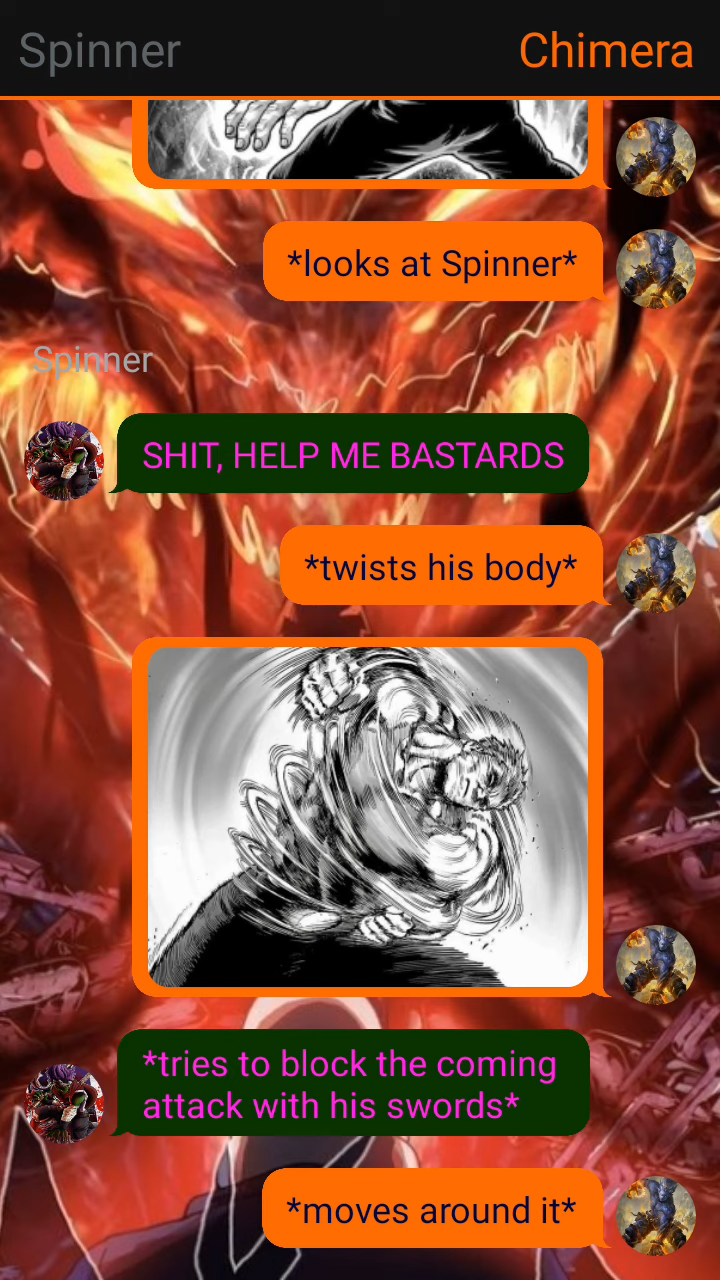 Spinner
Chimera
*looks at Spinner*
Spinner
SHIT, HELP ME BASTARDS
*twists his body*
*tries to block the coming
attack with his swords*
*moves around it*